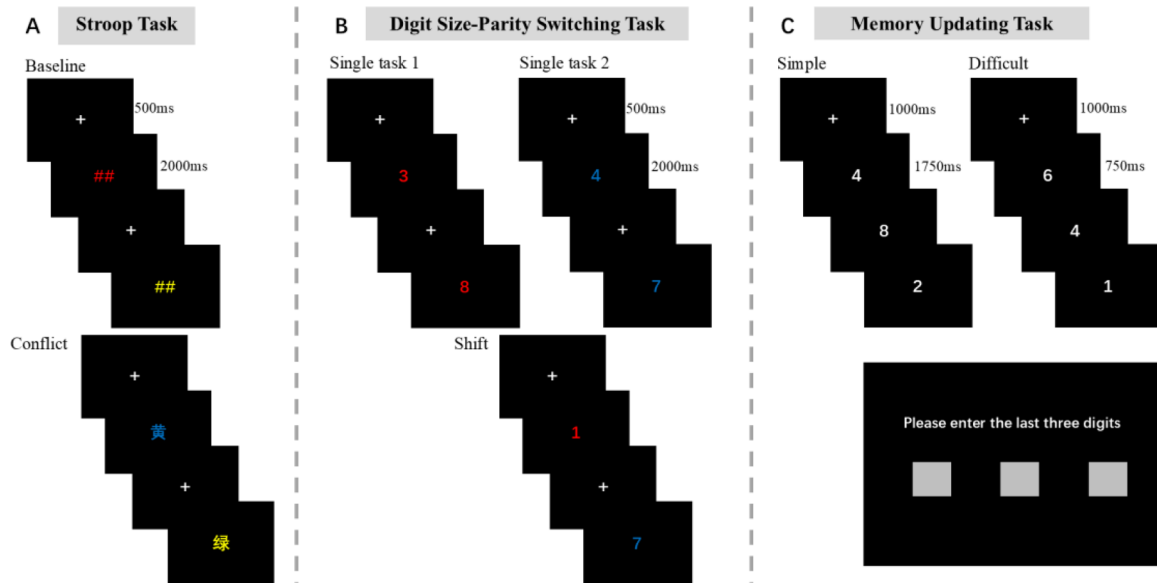 A Stroop Task
Baseline
+
500ms
##
2000ms
+
##
Conflict
+
黄
+
绿
B Digit Size-Parity Switching Task
Single task 1
+
3
+
8
Single task 2
+
500ms
4
2000ms
+
7
Shift
+
1
+
7
C Memory Updating Task
Simple
+
1000ms
4
1750ms
8
2
Difficult
+
1000ms
6
750ms
4
1
Please enter the last three digits